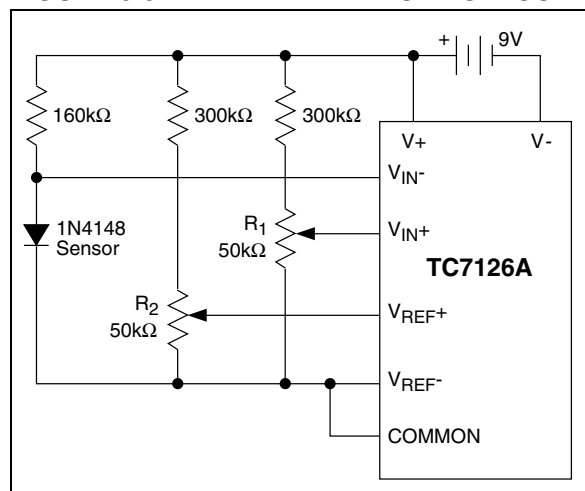 +
9V
160kΩ
300kΩ
300kΩ
V+
V-
VIN-
1N4148
Sensor
R1
50kΩ
VIN+
TC7126A
R2
50kΩ
VREF+
VREF-
COMMON